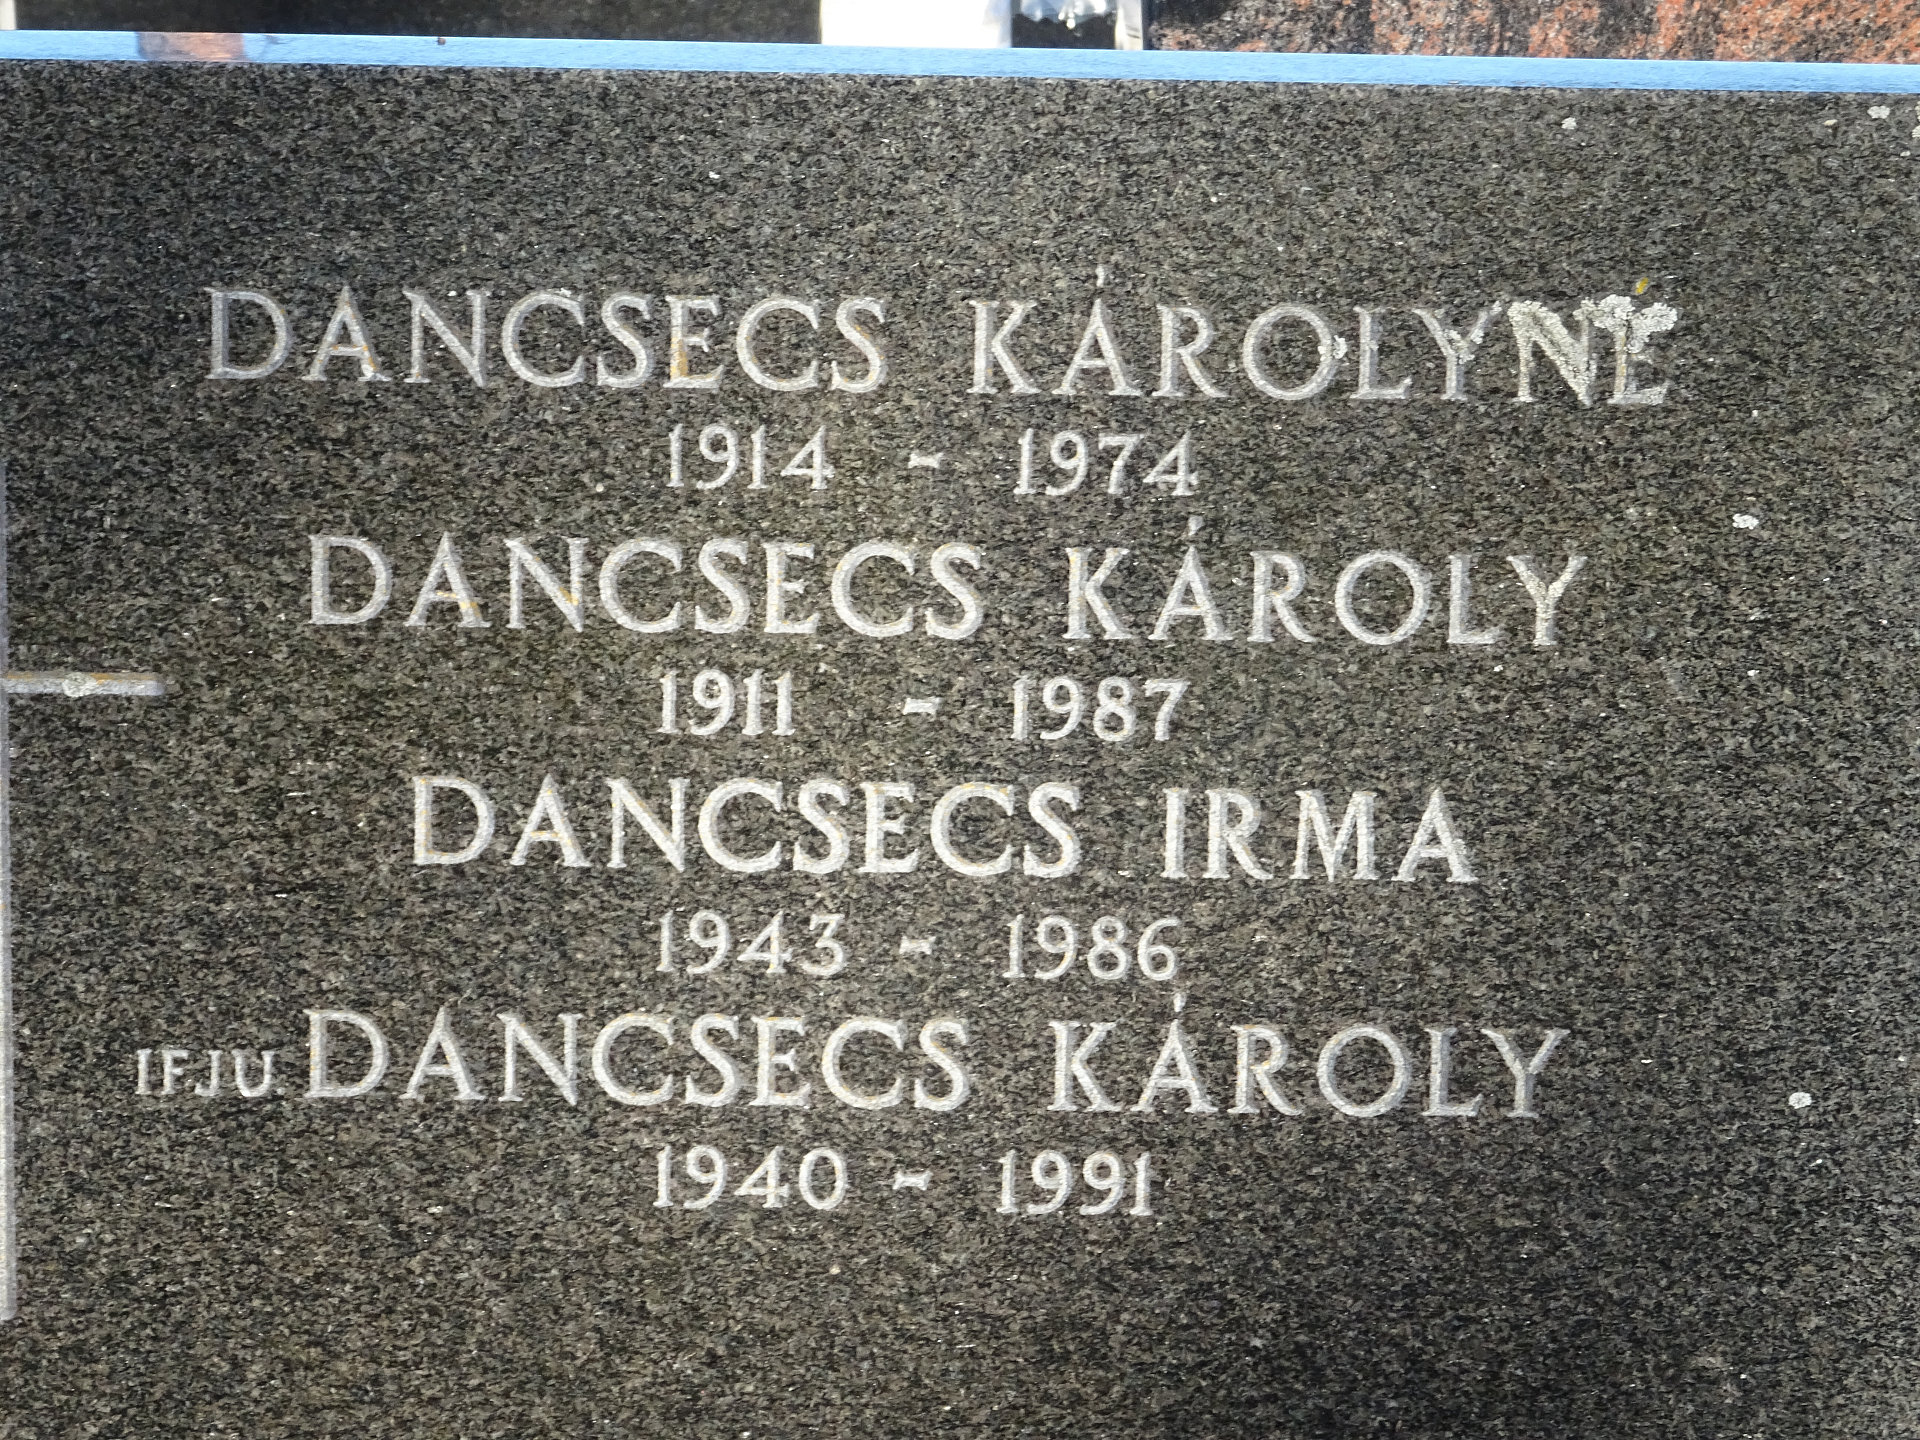 DANCSECS KÁROLYNÉ
1914 - 1974
DANCSECS KÁROLY
1911 - 1987
DANCSECS IRMA
1943 - 1986
IFJU. DANCSECS KÁROLY
1940 - 1991